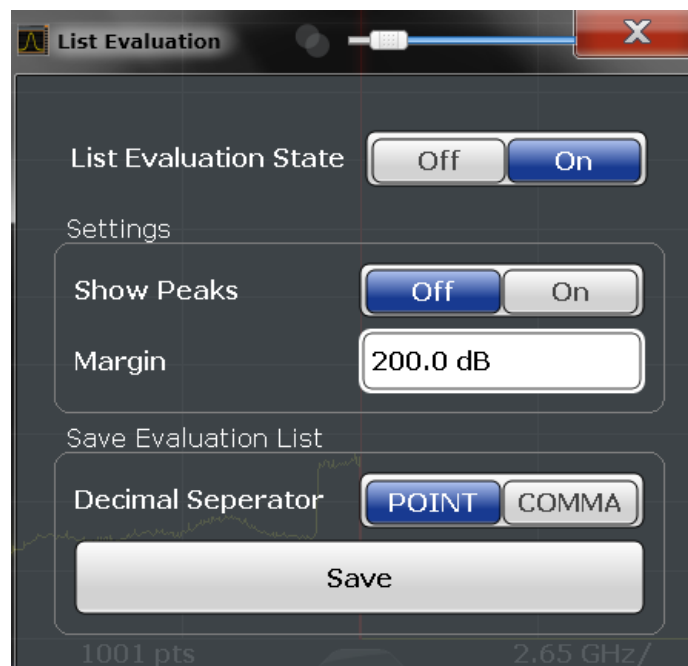 List Evaluation
X
List Evaluation State Off On
Settings
Show Peaks Off On
Margin 200.0 dB
Save Evaluation List
Decimal Seperator POINT COMMA
Save
1001 pts 2.65 GHz/